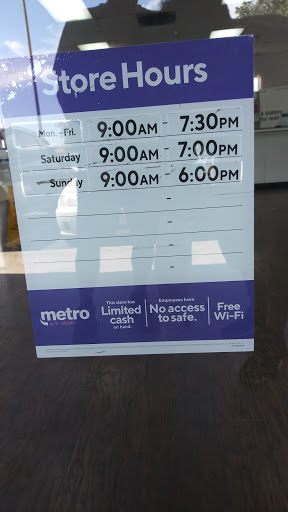 Store Hours
Mon. - Fri. 9:00AM - 7:30PM
Saturday 9:00AM - 7:00PM
Sunday 9:00AM - 6:00PM
-
-
-
-
metro
This store has
Limited
cash
on hand.
Employees have
No access
to safe.
Free
Wi-Fi